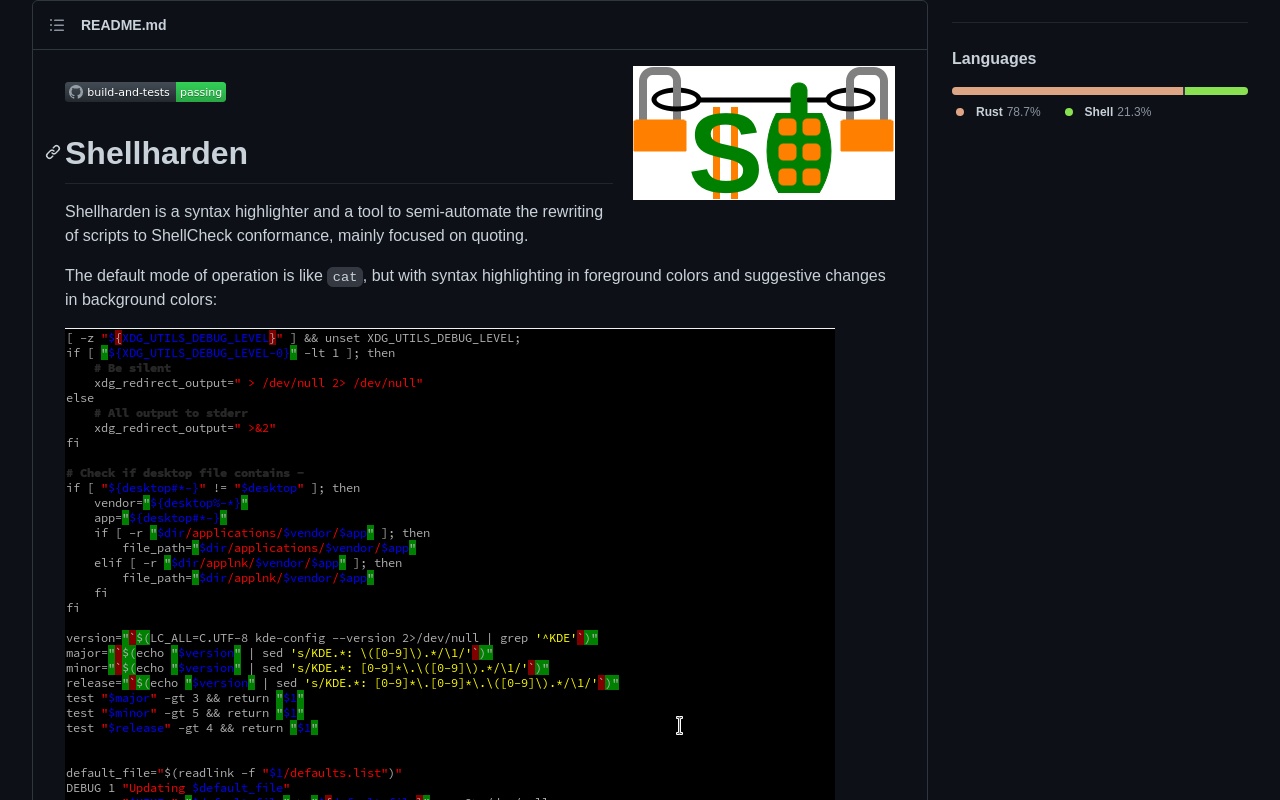 README.md
build-and-tests passing
Shellharden
Shellharden is a syntax highlighter and a tool to semi-automate the rewriting
of scripts to ShellCheck conformance, mainly focused on quoting.
The default mode of operation is like cat, but with syntax highlighting in foreground colors and suggestive changes
in background colors:
[ -z "${XDG_UTILS_DEBUG_LEVEL}" ] && unset XDG_UTILS_DEBUG_LEVEL;
if [ "${XDG_UTILS_DEBUG_LEVEL-0}" -lt 1 ]; then
# Be silent
xdg_redirect_output=" > /dev/null 2> /dev/null"
else
# All output to stderr
xdg_redirect_output=" >&2"
fi
# Check if desktop file contains -
if [ "${desktop#*-}" != "$desktop" ]; then
vendor="${desktop%-*}"
app="${desktop#*-}"
if [ -r "$dir/applications/$vendor/$app" ]; then
file_path="$dir/applications/$vendor/$app"
elif [ -r "$dir/applnk/$vendor/$app" ]; then
file_path="$dir/applnk/$vendor/$app"
fi
fi
version="`$(LC_ALL=C.UTF-8 kde-config --version 2>/dev/null | grep '^KDE'`)"
major="`$(echo "$version" | sed 's/KDE.*: \([0-9]\).*/\1/'`)"
minor="`$(echo "$version" | sed 's/KDE.*: [0-9]*\.\([0-9]\).*/\1/'`)"
release="`$(echo "$version" | sed 's/KDE.*: [0-9]*\.[0-9]*\.\([0-9]\).*/\1/'`)"
test "$major" -gt 3 && return "$1"
test "$minor" -gt 5 && return "$1"
test "$release" -gt 4 && return "$1"
default_file="$(readlink -f "$1/defaults.list")"
DEBUG 1 "Updating $default_file"
Languages
Rust 78.7% Shell 21.3%